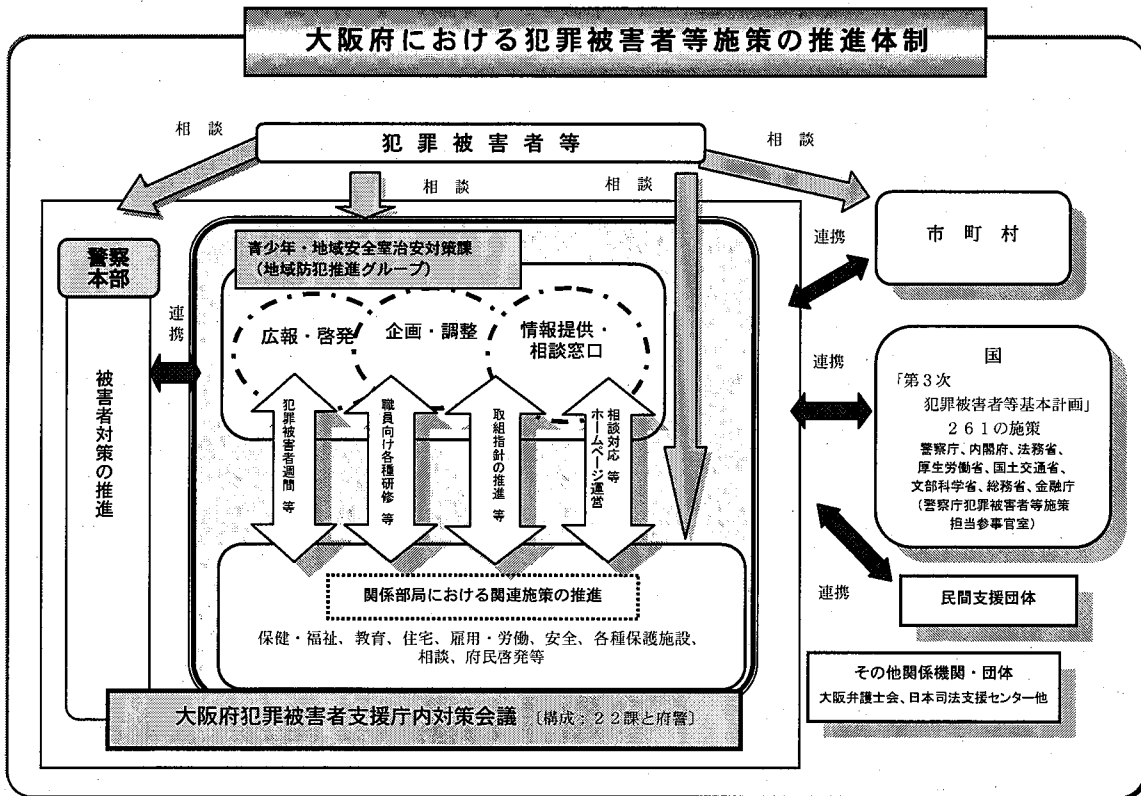 大阪府における犯罪被害者等施策の推進体制
相 談
犯 罪 被 害 者 等
相 談
相 談
相 談
警察
本部
被害者対策の推進
連携
青少年・地域安全室治安対策課
（地域防犯推進グループ）
広報・啓発
企画・調整
情報提供・
相談窓口
犯罪被害者週間 等
職員向け各種研修 等
取組指針の推進 等
相談対応 等
ホームページ運営
関係部局における関連施策の推進
保健・福祉、教育、住宅、雇用・労働、安全、各種保護施設、
相談、府民啓発等
大阪府犯罪被害者支援庁内対策会議 〔構成：２２課と府警〕
連携
市 町 村
連携
国
「第３次
犯罪被害者等基本計画」
２６１の施策
警察庁、内閣府、法務省、
厚生労働省、国土交通省、
文部科学省、総務省、金融庁
（警察庁犯罪被害者等施策
担当参事官室）
連携
民間支援団体
その他関係機関・団体
大阪弁護士会、日本司法支援センター他